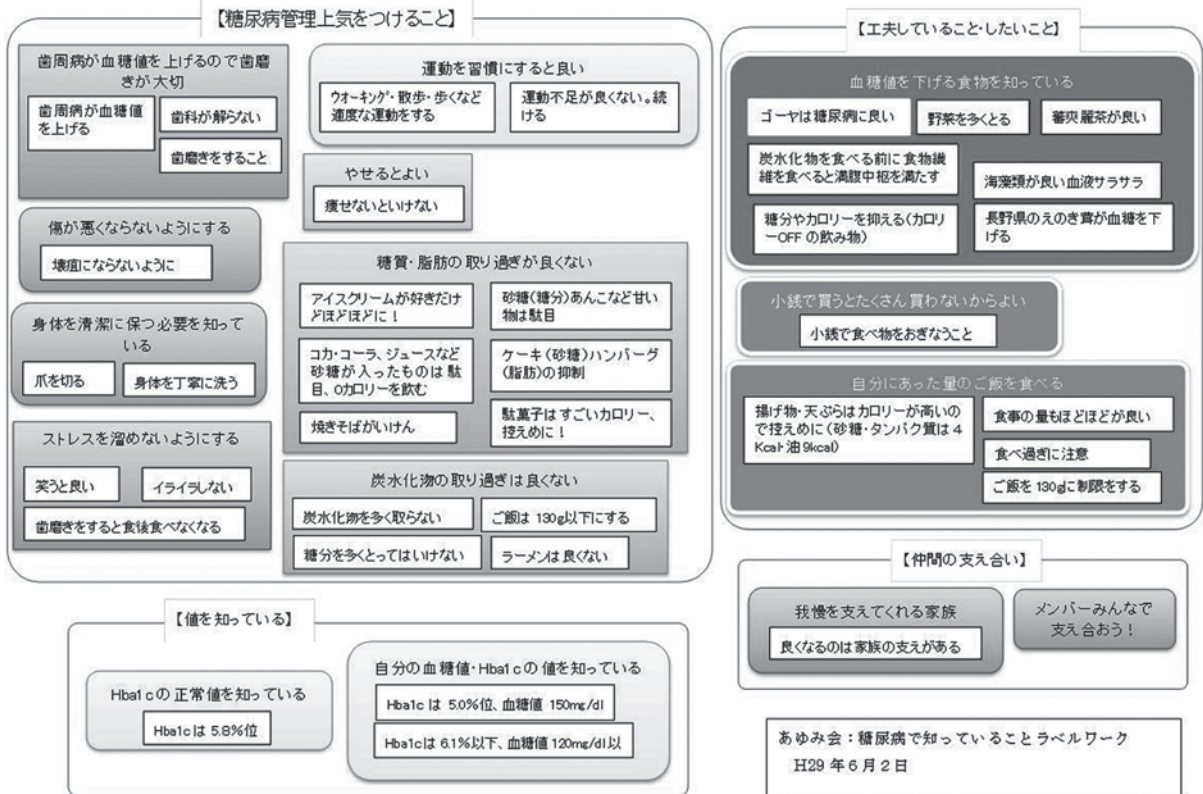 【糖尿病管理上気をつけること】
歯周病が血糖値を上げるので歯磨
きが大切
歯周病が血糖値
を上げる
歯科が解らない
歯磨きをすること
運動を習慣にすると良い
ウオーキング・散歩・歩くなど
適度な運動をする
運動不足が良くない。続
ける
やせるとよい
痩せないといけない
傷が悪くならないようにする
壊疽にならないように
身体を清潔に保つ必要を知って
いる
爪を切る
身体を丁寧に洗う
ストレスを溜めないようにする
笑うと良い
イライラしない
歯磨きをすると食後食べなくなる
糖質・脂肪の取り過ぎが良くない
アイスクリームが好きだけ
どほどほどに！
砂糖(糖分)あんこなど甘い
物は駄目
コカ・コーラ、ジュースなど
砂糖が入ったものは駄
目、0カロリーを飲む
ケーキ(砂糖)ハンバーグ
(脂肪)の抑制
焼きそばがいけん
駄菓子はすごいカロリー、
控えめに！
炭水化物の取り過ぎは良くない
炭水化物を多く取らない
ご飯は 130g以下にする
糖分を多くとってはいけない
ラーメンは良くない
【工夫していること・したいこと】
血糖値を下げる食物を知っている
ゴーヤは糖尿病に良い
野菜を多くとる
蕃爽麗茶が良い
炭水化物を食べる前に食物繊
維を食べると満腹中枢を満たす
海藻類が良い血液サラサラ
糖分やカロリーを抑える(カロリ
ーOFF の飲み物)
長野県のえのき茸が血糖を下
げる
小銭で買うとたくさん買わないからよい
小銭で食べ物をおぎなうこと
自分にあった量のご飯を食べる
揚げ物・天ぷらはカロリーが高いの
で控えめに(砂糖・タンパク質は 4
Kcal・油 9kcal)
食事の量もほどほどが良い
食べ過ぎに注意
ご飯を 130gに制限をする
【仲間の支え合い】
我慢を支えてくれる家族
良くなるのは家族の支えがある
メンバーみんなで
支え合おう！
【値を知っている】
Hba1cの正常値を知っている
Hba1cは 5.8%位
自分の血糖値・Hba1cの値を知っている
Hba1c は 5.0%位、血糖値 150mg/dl
Hba1cは 6.1%以下、血糖値 120mg/dl以
あゆみ会：糖尿病で知っていることラベルワーク
H29 年 6 月 2 日